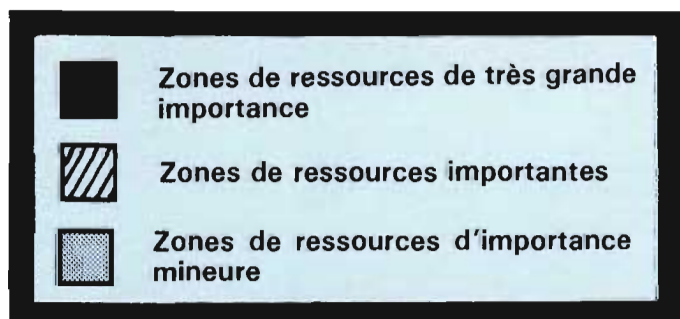 Zones de ressources de très grande
importance
Zones de ressources importantes
Zones de ressources d'importance
mineure